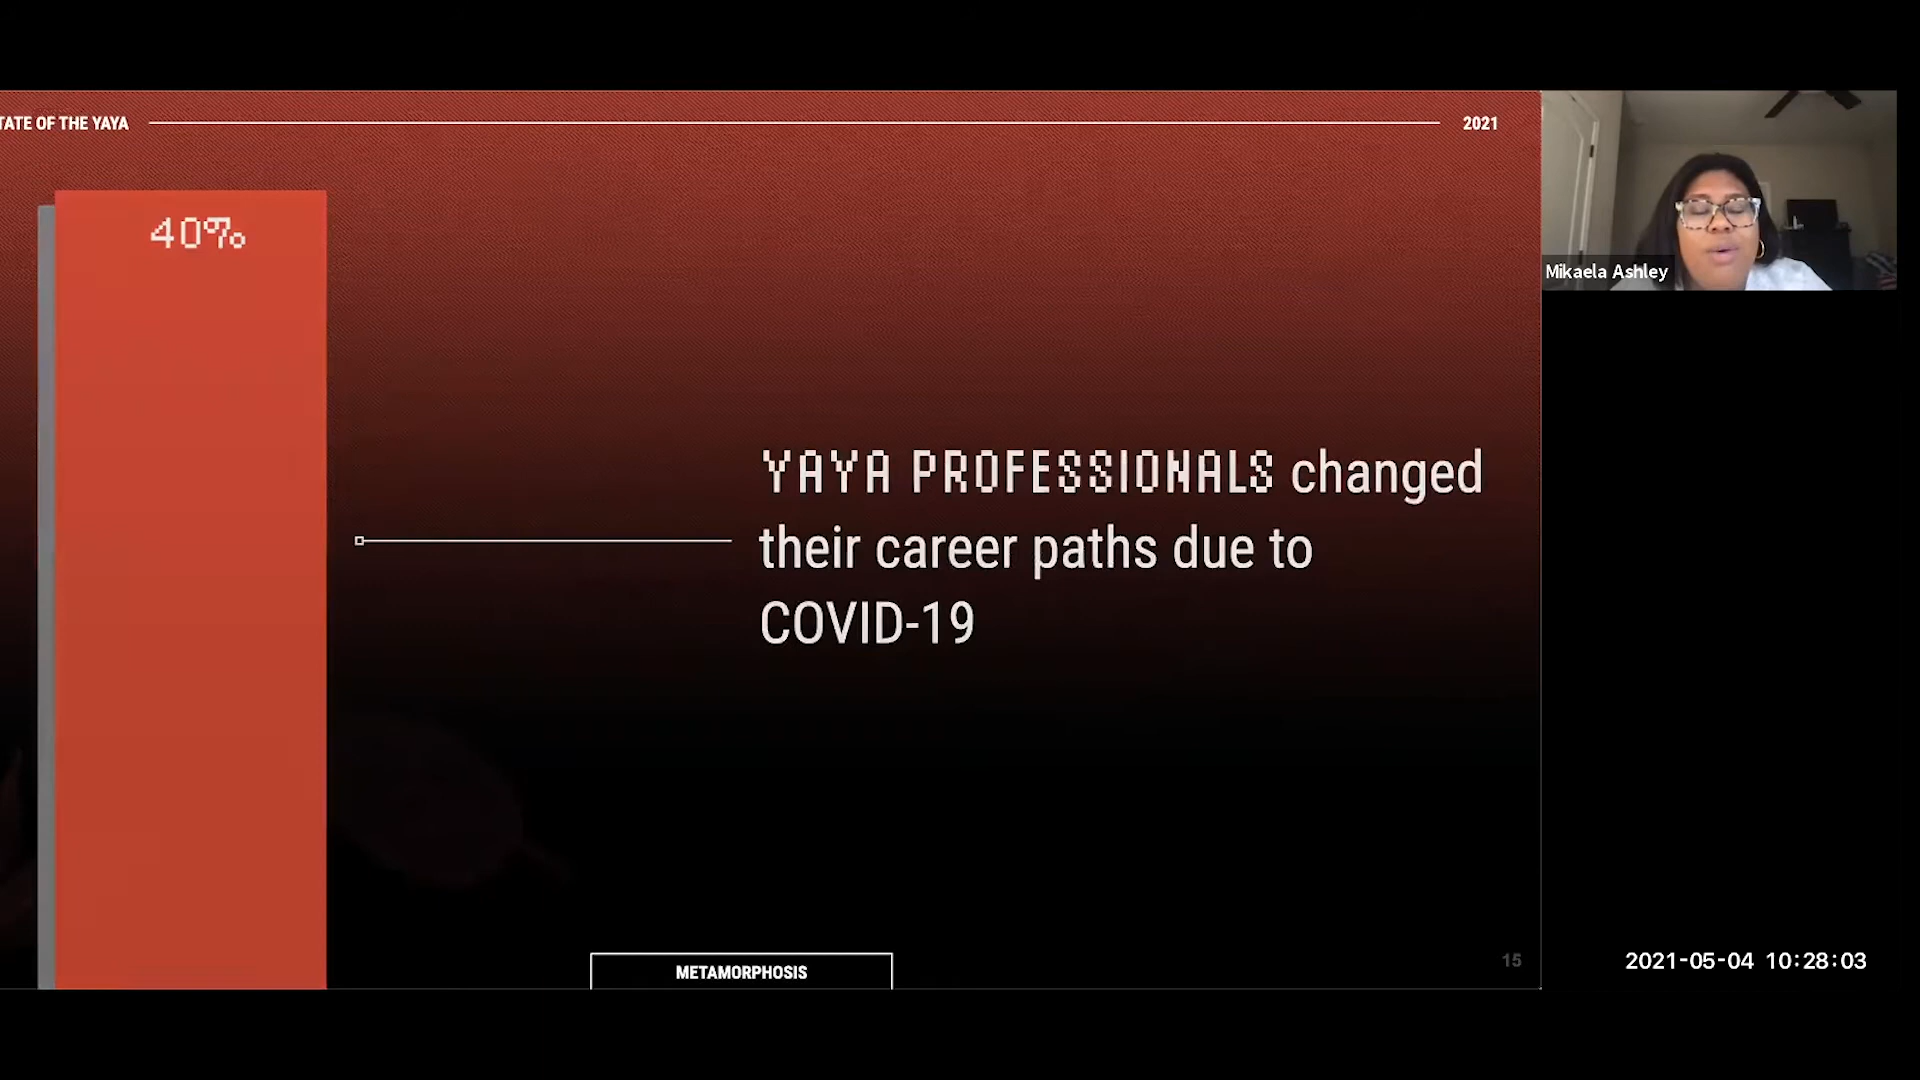 TATE OF THE YAYA
2021
40%
YAYA PROFESSIONALS changed
their career paths due to
COVID-19
Mikaela Ashley
METAMORPHOSIS
15
2021-05-04 10:28:03